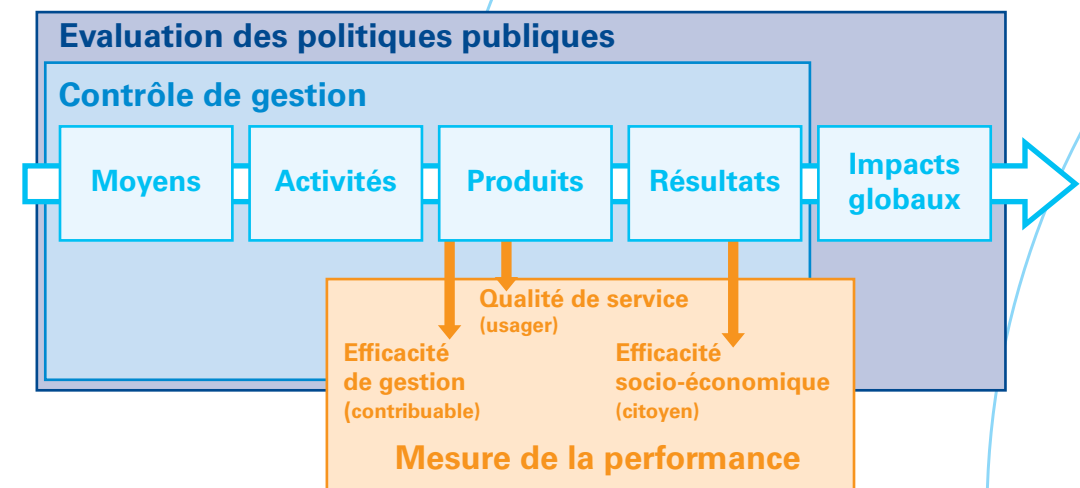 Evaluation des politiques publiques
Contrôle de gestion
Moyens
Activités
Produits
Résultats
Impacts
globaux
Qualité de service
(usager)
Efficacité
de gestion
(contribuable)
Efficacité
socio-économique
(citoyen)
Mesure de la performance